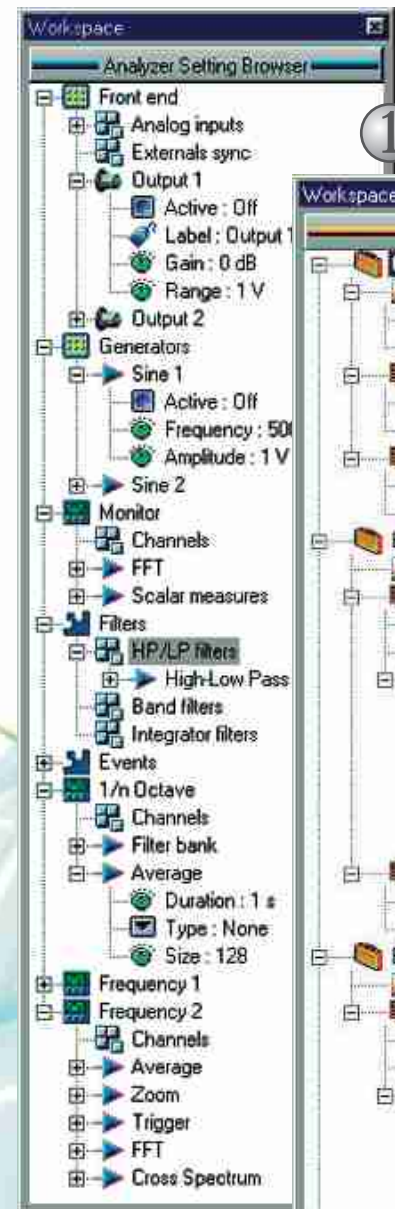 Workspace
Analyzer Setting Browser
1
Front end
Analog inputs
Externals sync
Output 1
Workspace
Active : Off
Label : Output 1
Gain : 0 dB
Range : 1 V
Output 2
Generators
Sine 1
Active : Off
Frequency :
Amplitude : 1 V
Sine 2
Monitor
Channels
FFT
Scalar measures
Filters
HP/LP filters
High-Low Pass
Band filters
Integrator filters
Events
1/n Octave
Channels
Filter bank
Average
Duration : 1 s
Type : None
Size : 128
Frequency 1
Frequency 2
Channels
Average
Zoom
Trigger
FFT
Cross Spectrum